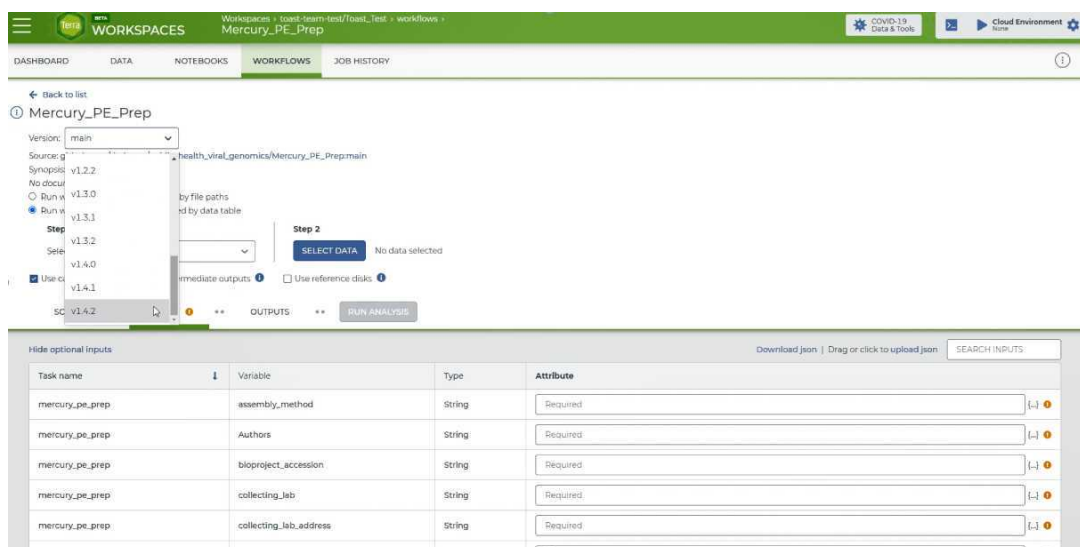 Terra
BETA
WORKSPACES
Workspaces › toast-team-test/Toast_Test › workflows ›
Mercury_PE_Prep
COVID-19
Data & Tools
Cloud Environment
None
DASHBOARD DATA NOTEBOOKS WORKFLOWS JOB HISTORY
Back to list
Mercury_PE_Prep
Version: main
Source: health_viral_genomics/Mercury_PE_Prep:main
Synopsis
v1.2.2
No docu
Run by file paths
v1.3.0
Run ed by data table
v1.3.1
Step Step 2
v1.3.2
Sele SELECT DATA No data selected
v1.4.0
Use ca rmediate outputs Use reference disks
v1.4.1
SC v1.4.2 OUTPUTS RUN ANALYSIS
Hide optional inputs Download json | Drag or click to upload json SEARCH INPUTS
Task name Variable Type Attribute
mercury_pe_prep assembly_method String Required {...}
mercury_pe_prep Authors String Required {...}
mercury_pe_prep bioproject_accession String Required {...}
mercury_pe_prep collecting_lab String Required {...}
mercury_pe_prep collecting_lab_address String Required {...}